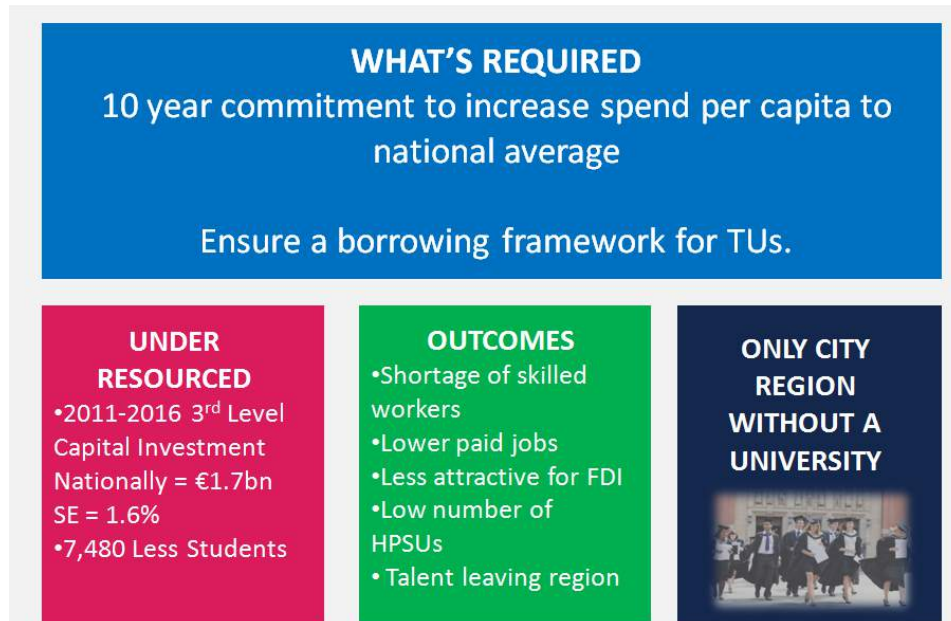 WHAT'S REQUIRED
10 year commitment to increase spend per capita to
national average
Ensure a borrowing framework for TUs.
UNDER
RESOURCED
•2011-2016 3rd Level
Capital Investment
Nationally = €1.7bn
SE = 1.6%
•7,480 Less Students
OUTCOMES
•Shortage of skilled
workers
•Lower paid jobs
•Less attractive for FDI
•Low number of
HPSUs
• Talent leaving region
ONLY CITY
REGION
WITHOUT A
UNIVERSITY